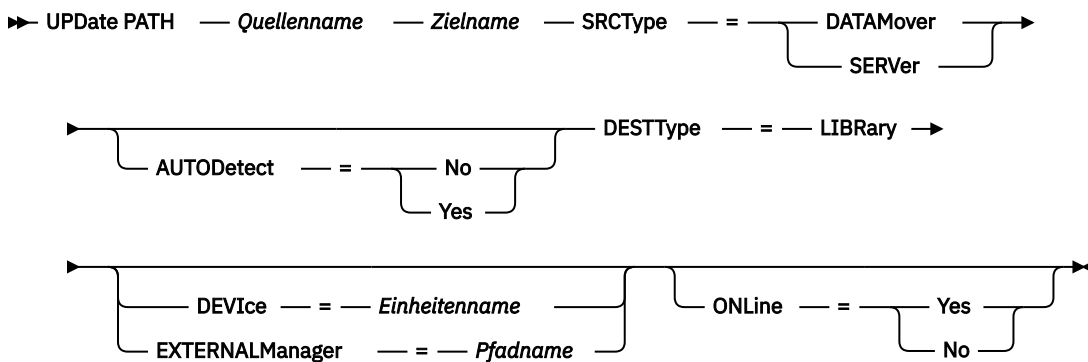 UPDate PATH Quellenname Zielname SRCType = DATAMover
SERVer
AUTODetect = No
Yes
DESTType = LIBRary
DEVIce = Einheitenname
EXTERNALManager = Pfadname
ONLine = Yes
No